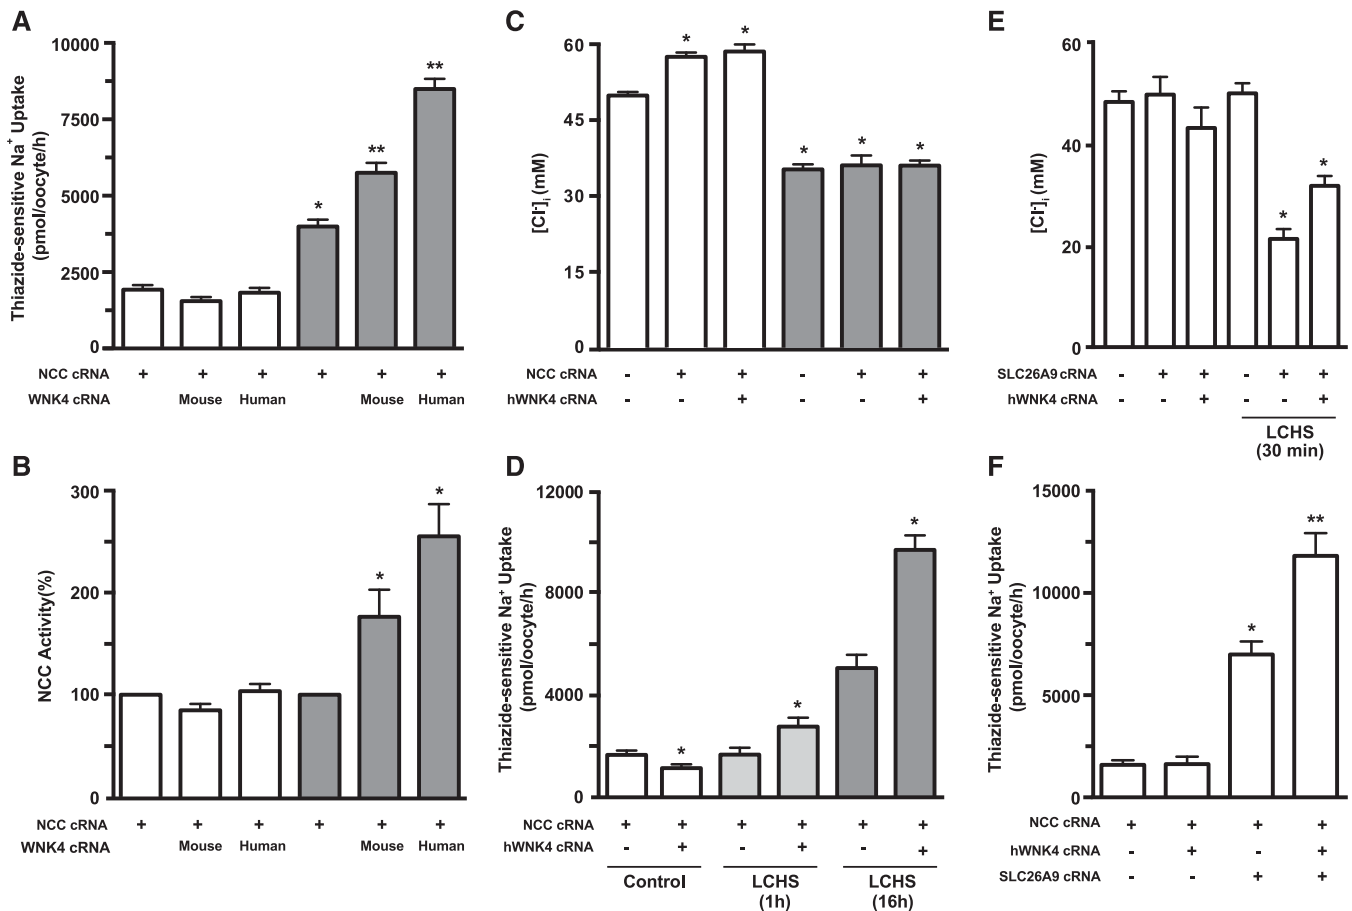 A
Thiazide-sensitive Na+ Uptake
(pmol/oocyte/h)
10000
7500
5000
2500
0
*
**
**
NCC cRNA + + + + + +
WNK4 cRNA Mouse Human Mouse Human
B
NCC Activity(%)
300
200
100
0
*
*
NCC cRNA + + + + + +
WNK4 cRNA Mouse Human Mouse Human
C
[Cl-]i (mM)
60
45
30
15
0
*
*
*
*
*
NCC cRNA - + + - + +
hWNK4 cRNA - - + - - +
D
Thiazide-sensitive Na+ Uptake
(pmol/oocyte/h)
12000
8000
4000
0
*
*
*
NCC cRNA + + + + + +
hWNK4 cRNA - + - + - +
Control LCHS LCHS
(1h) (16h)
E
[Cl-]i (mM)
60
40
20
0
*
*
SLC26A9 cRNA - + + - + +
hWNK4 cRNA - - + - - +
LCHS
(30 min)
F
Thiazide-sensitive Na+ Uptake
(pmol/oocyte/h)
15000
10000
5000
0
*
**
NCC cRNA + + + +
hWNK4 cRNA - + - +
SLC26A9 cRNA - - + +